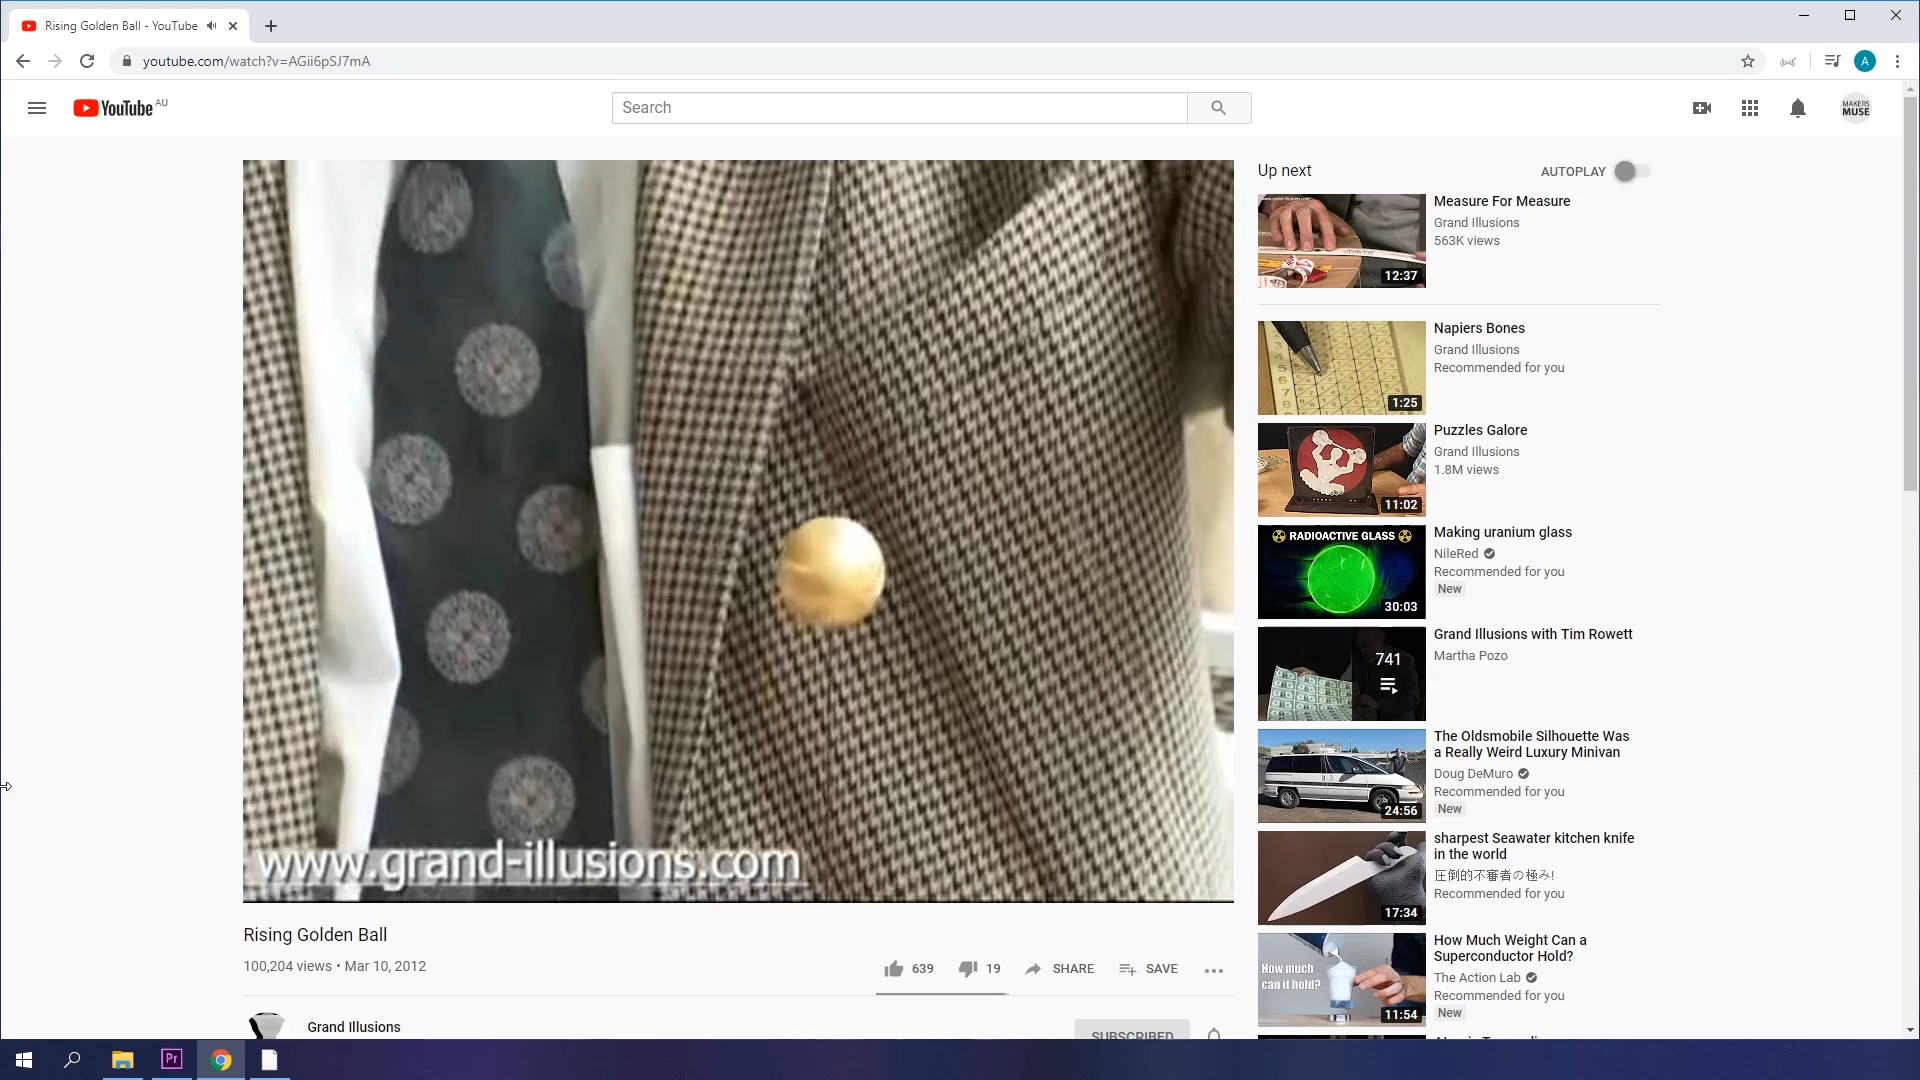 Rising Golden Ball - YouTube
youtube.com/watch?v=AGii6pSJ7mA
A
YouTube AU
Search
MAKERS
MUSE
www.grand-illusions.com
Rising Golden Ball
100,204 views • Mar 10, 2012
639
19
SHARE
SAVE
Grand Illusions
SUBSCRIBED
Up next
AUTOPLAY
12:37
Measure For Measure
Grand Illusions
563K views
1:25
Napiers Bones
Grand Illusions
Recommended for you
11:02
Puzzles Galore
Grand Illusions
1.8M views
RADIOACTIVE GLASS
30:03
Making uranium glass
NileRed
Recommended for you
New
741
Grand Illusions with Tim Rowett
Martha Pozo
24:56
The Oldsmobile Silhouette Was
a Really Weird Luxury Minivan
Doug DeMuro
Recommended for you
New
17:34
sharpest Seawater kitchen knife
in the world
圧倒的不審者の極み!
Recommended for you
How much
can it hold?
11:54
How Much Weight Can a
Superconductor Hold?
The Action Lab
Recommended for you
New
Pr